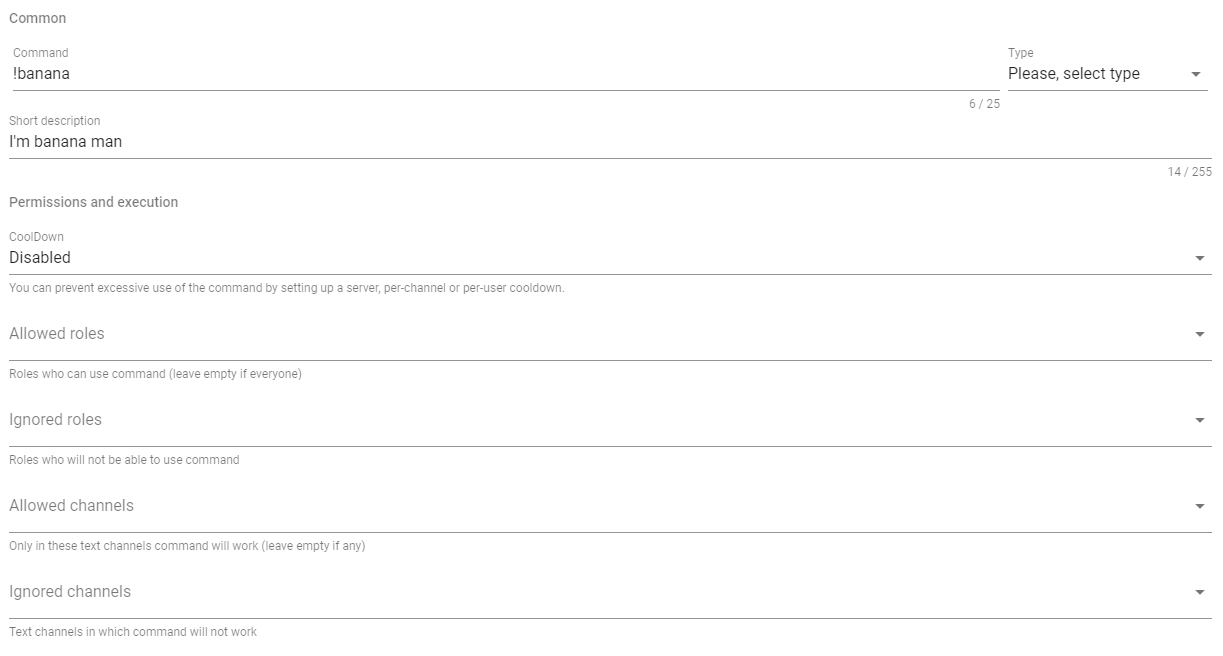 Common
Command
Type
!banana
Please, select type
6 / 25
Short description
I'm banana man
14 / 255
Permissions and execution
CoolDown
Disabled
You can prevent excessive use of the command by setting up a server, per-channel or per-user cooldown.
Allowed roles
Roles who can use command (leave empty if everyone)
Ignored roles
Roles who will not be able to use command
Allowed channels
Only in these text channels command will work (leave empty if any)
Ignored channels
Text channels in which command will not work